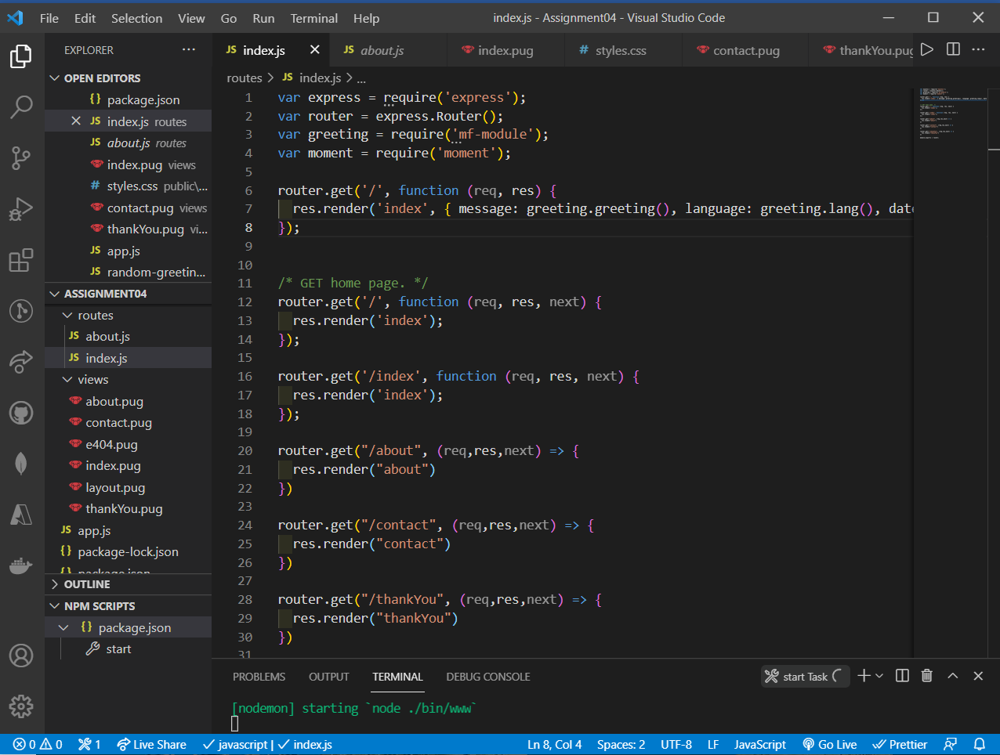 File Edit Selection View Go Run Terminal Help
index.js - Assignment04 - Visual Studio Code
EXPLORER
OPEN EDITORS
package.json
index.js routes
about.js routes
index.pug views
styles.css public\...
contact.pug views
thankYou.pug vi...
app.js
random-greetin...
ASSIGNMENT04
routes
about.js
index.js
views
about.pug
contact.pug
e404.pug
index.pug
layout.pug
thankYou.pug
app.js
package-lock.json
package.json
OUTLINE
NPM SCRIPTS
package.json
start
index.js
about.js
index.pug
styles.css
contact.pug
thankYou.pug
routes > index.js > ...
1 var express = require('express');
2 var router = express.Router();
3 var greeting = require('mf-module');
4 var moment = require('moment');
5
6 router.get('/', function (req, res) {
7 res.render('index', { message: greeting.greeting(), language: greeting.lang(), date
8 });
9
10
11 /* GET home page. */
12 router.get('/', function (req, res, next) {
13 res.render('index');
14 });
15
16 router.get('/index', function (req, res, next) {
17 res.render('index');
18 });
19
20 router.get("/about", (req,res,next) => {
21 res.render("about")
22 })
23
24 router.get("/contact", (req,res,next) => {
25 res.render("contact")
26 })
27
28 router.get("/thankYou", (req,res,next) => {
29 res.render("thankYou")
30 })
31
PROBLEMS OUTPUT TERMINAL DEBUG CONSOLE
start Task
[nodemon] starting `node ./bin/www`
0 0 1 Live Share javascript | index.js
Ln 8, Col 4 Spaces: 2 UTF-8 LF JavaScript Go Live Prettier